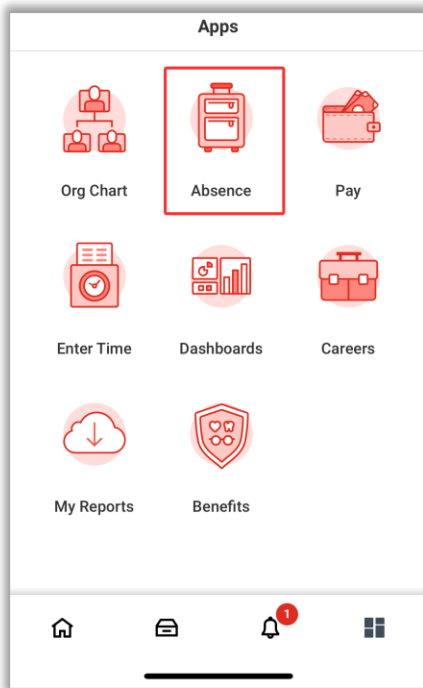 Apps
Org Chart
Absence
Pay
Enter Time
Dashboards
Careers
My Reports
Benefits
1